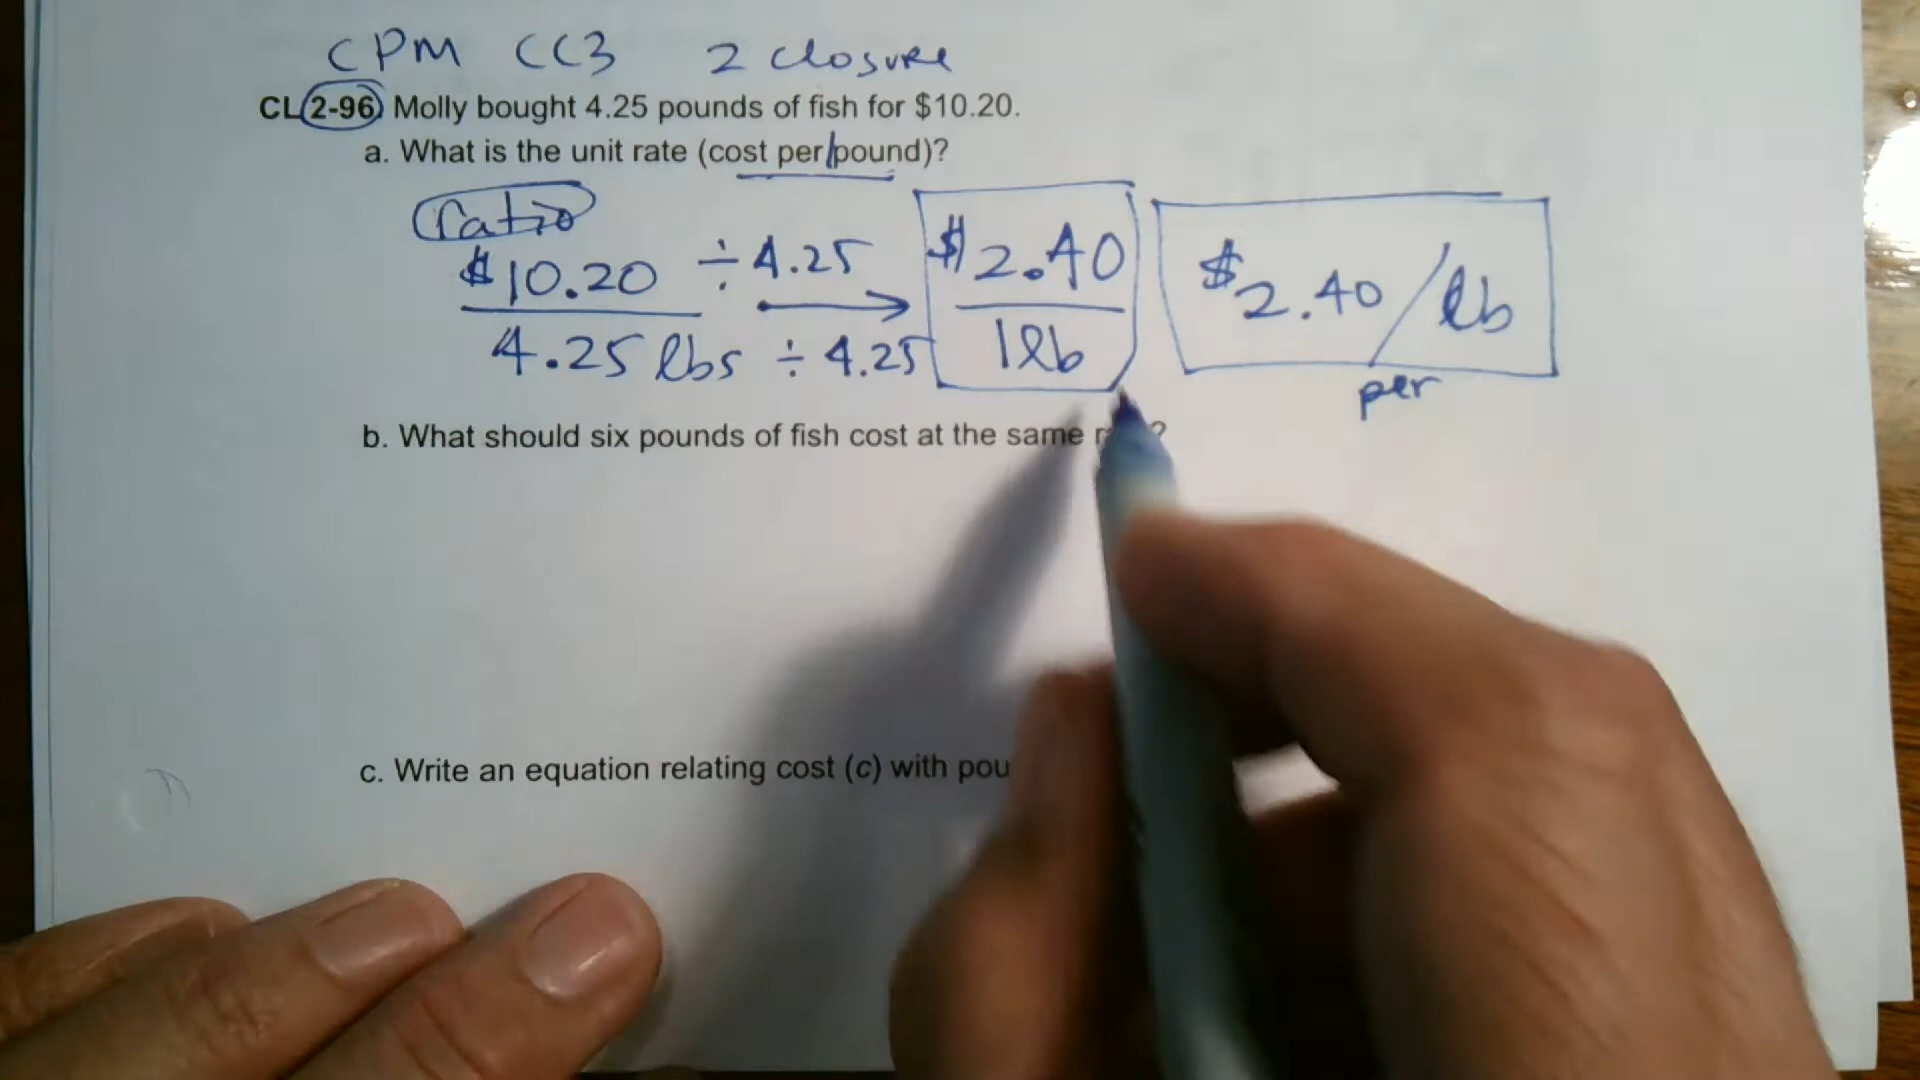 CPM CC3 2 closure
CL 2-96 Molly bought 4.25 pounds of fish for $10.20.
a. What is the unit rate (cost per/pound)?
ratio
$10.20 ÷ 4.25 $2.40 $2.40/lb
4.25 lbs ÷ 4.25 1 lb
per
b. What should six pounds of fish cost at the same
c. Write an equation relating cost (c) with